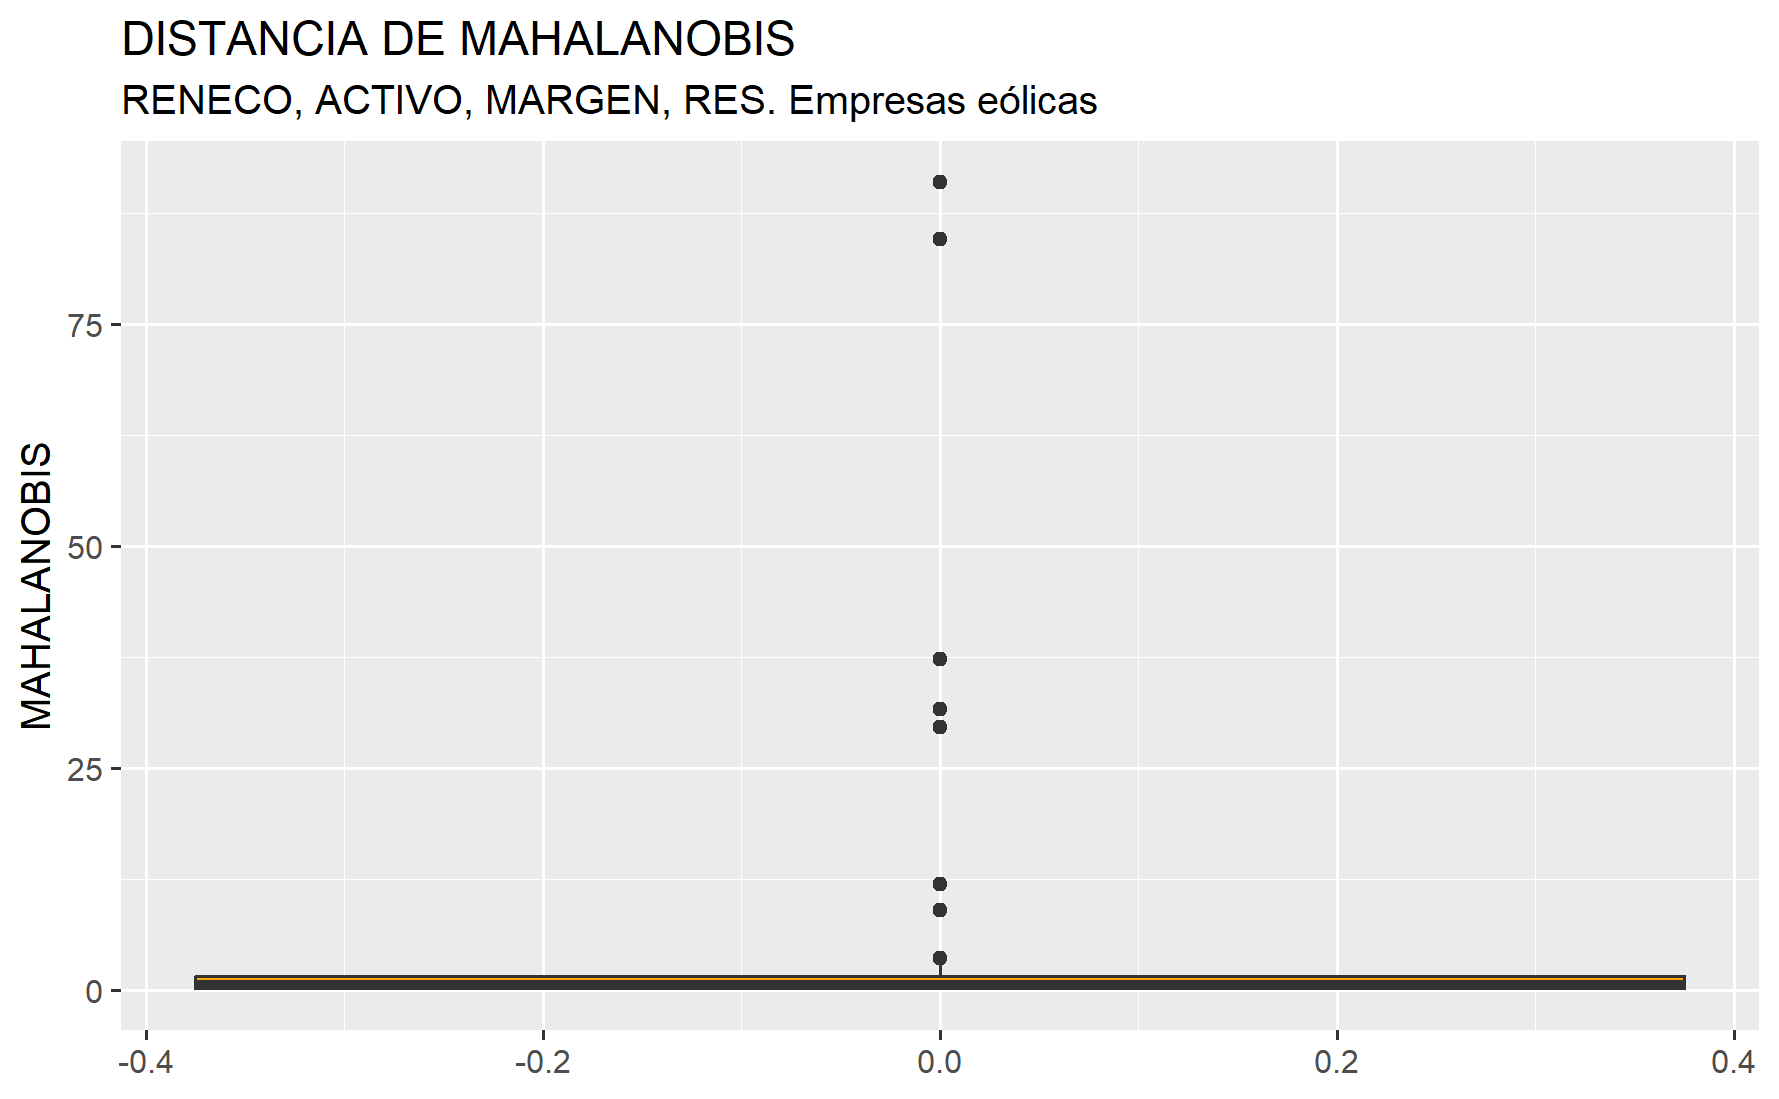 DISTANCIA DE MAHALANOBIS
RENECO, ACTIVO, MARGEN, RES. Empresas eólicas
MAHALANOBIS
75
50
25
0
-0.4 -0.2 0.0 0.2 0.4